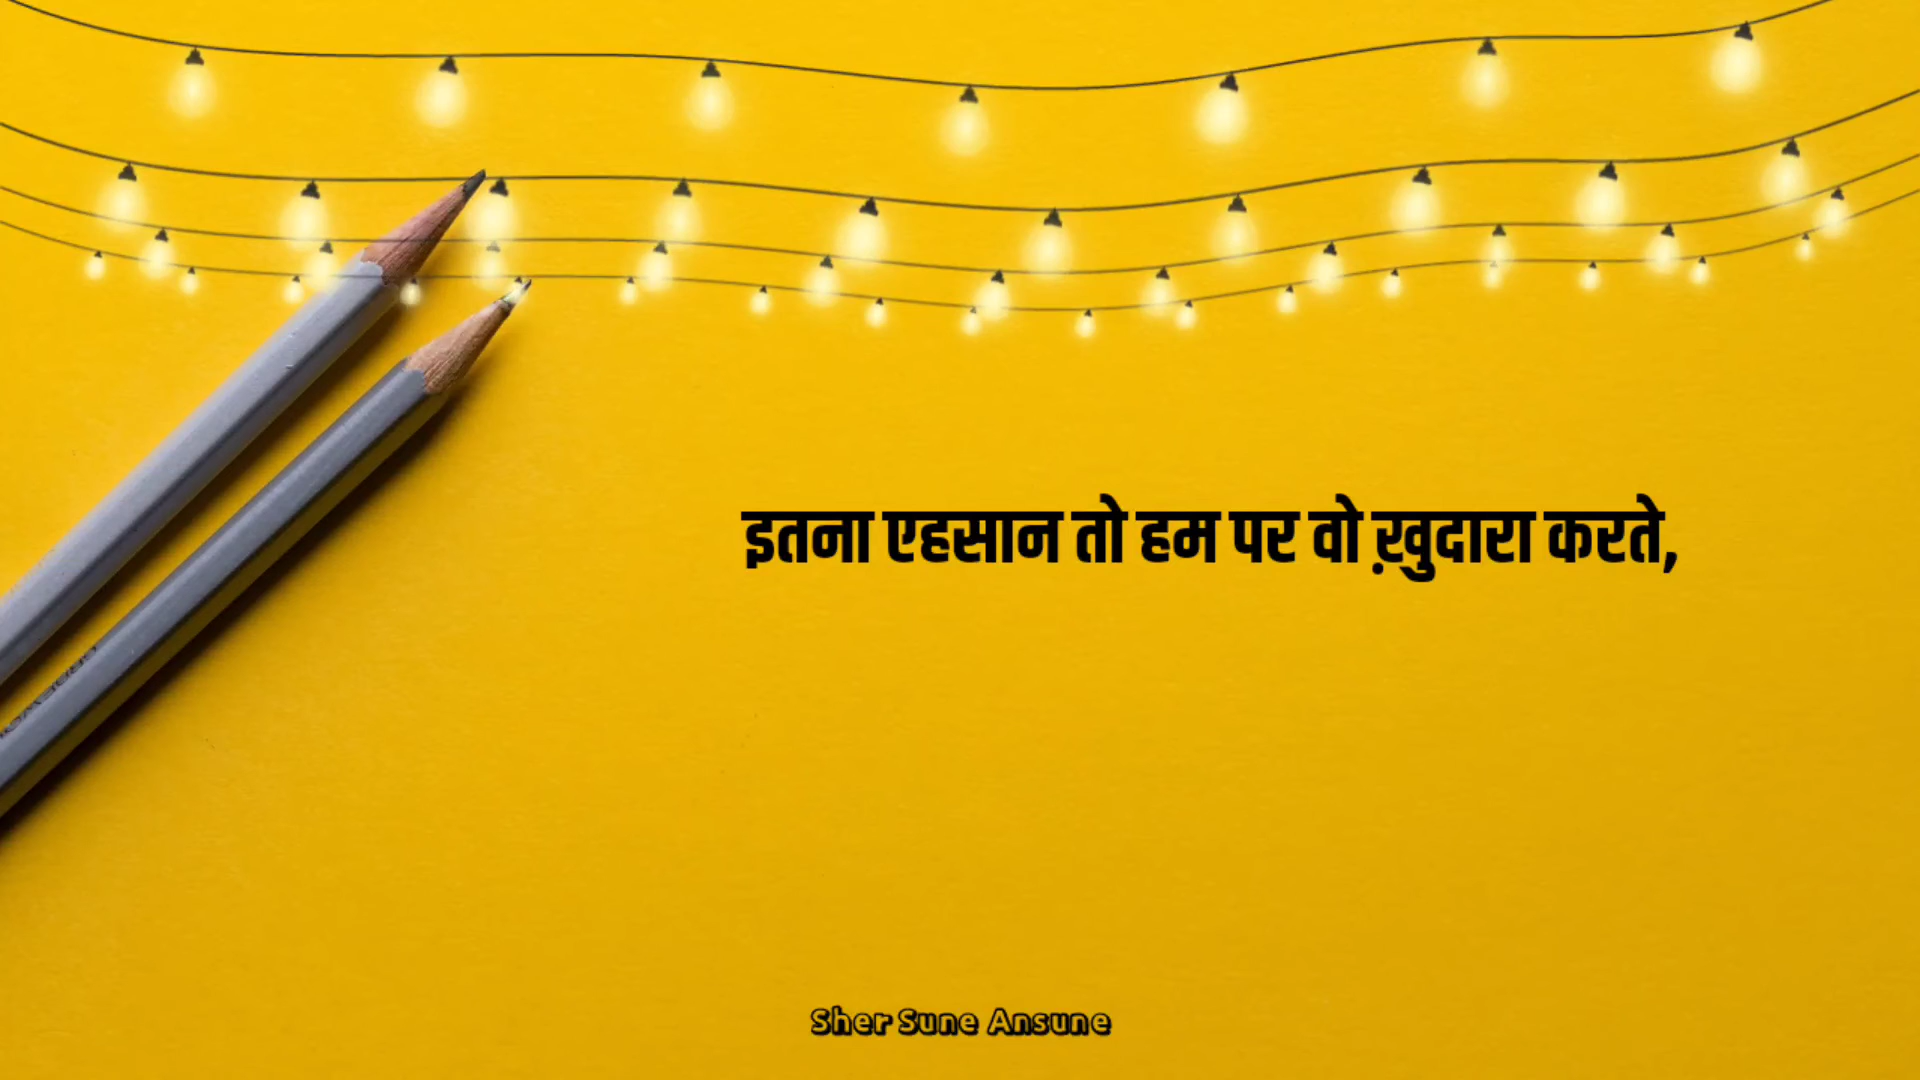 इतना एहसान तो हम पर वो ख़ुदारा करते,
Sher Sune Ansune